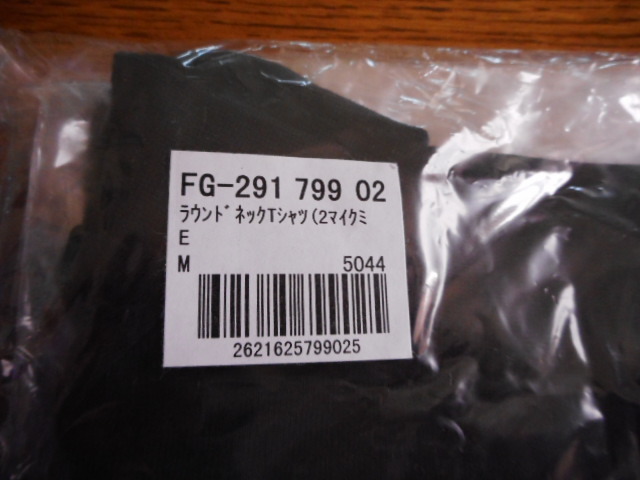 FG-291 799 02
ﾗｳﾝﾄﾞﾈｯｸTｼｬﾂ(2ﾏｲｸﾐ
E
M 5044
2621625799025